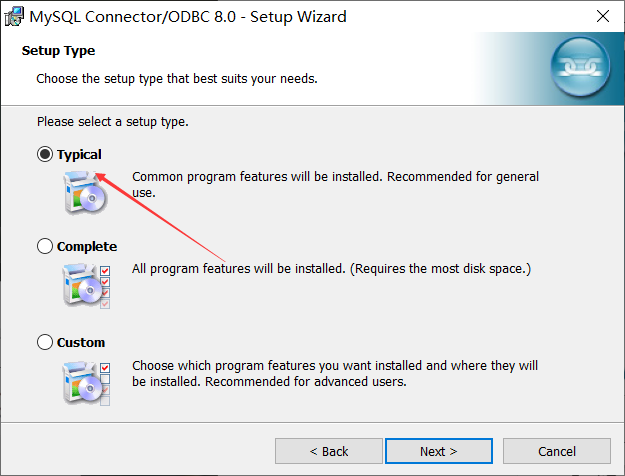 MySQL Connector/ODBC 8.0 - Setup Wizard
Setup Type
Choose the setup type that best suits your needs.
Please select a setup type.
Typical
Common program features will be installed. Recommended for general
use.
Complete
All program features will be installed. (Requires the most disk space.)
Custom
Choose which program features you want installed and where they will
be installed. Recommended for advanced users.
< Back
Next >
Cancel